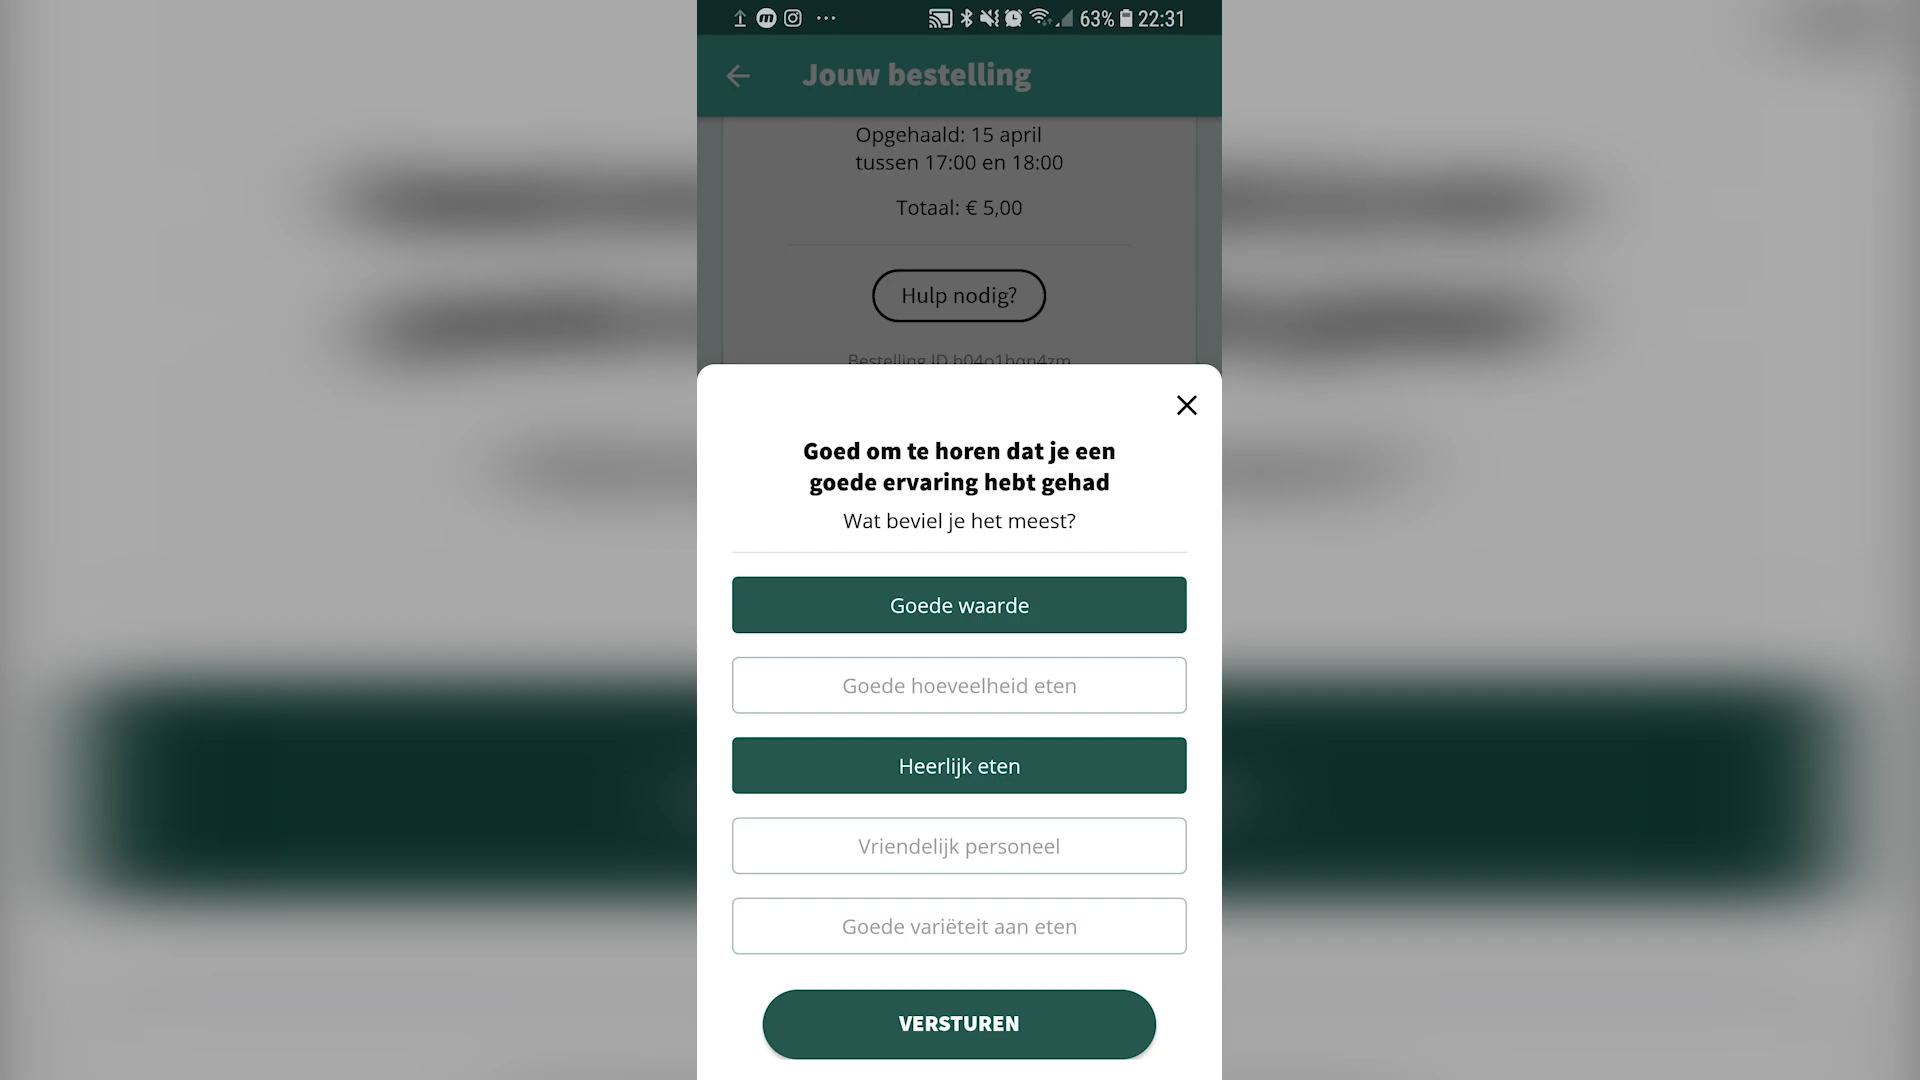 63% 22:31
Jouw bestelling
Opgehaald: 15 april
tussen 17:00 en 18:00
Totaal: € 5,00
Hulp nodig?
Bestelling ID
Goed om te horen dat je een
goede ervaring hebt gehad
Wat beviel je het meest?
Goede waarde
Goede hoeveelheid eten
Heerlijk eten
Vriendelijk personeel
Goede variëteit aan eten
VERSTUREN